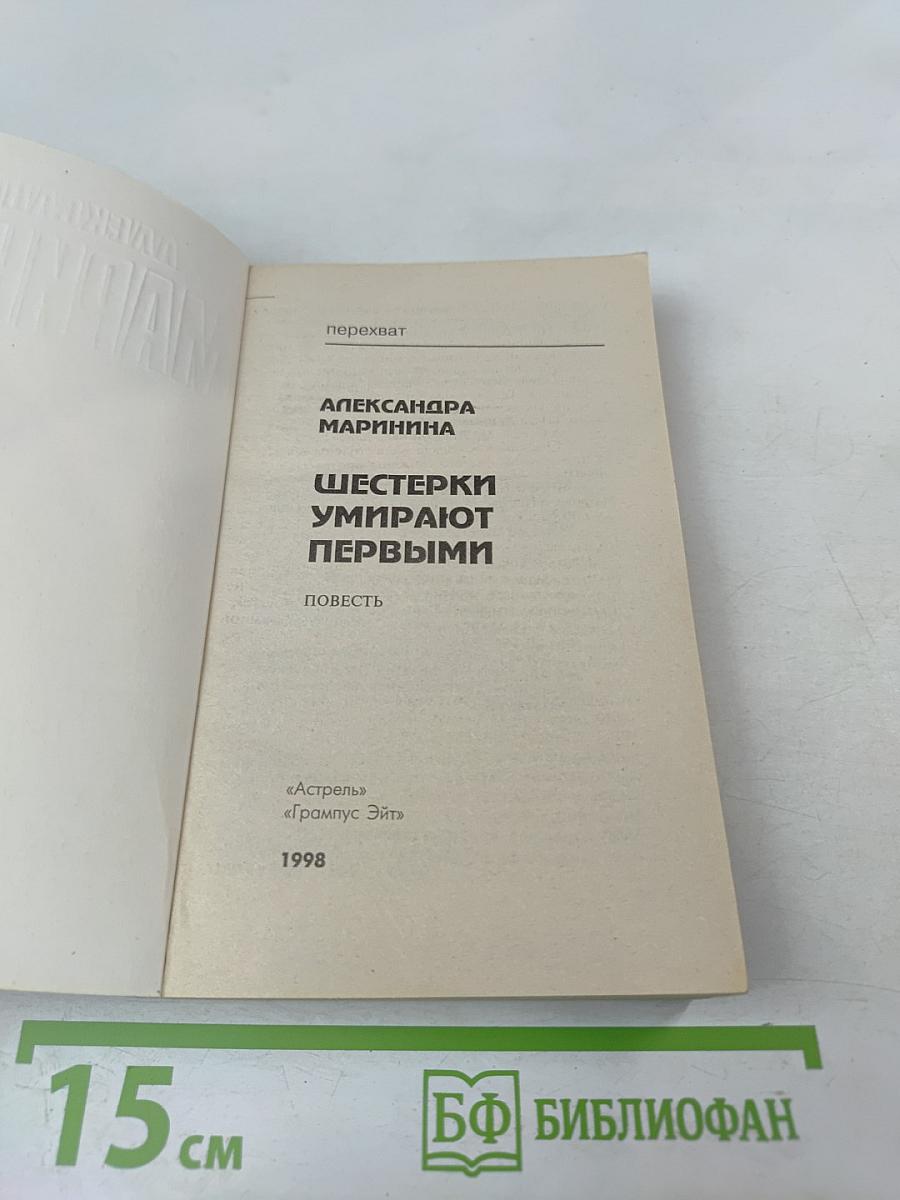 перехват
АЛЕКСАНДРА
МАРИНИНА
ШЕСТЕРКИ
УМИРАЮТ
ПЕРВЫМИ
ПОВЕСТЬ
«Астрель»
«Грампус Эйт»
1998
15 см
БФ БИБЛИОФАН